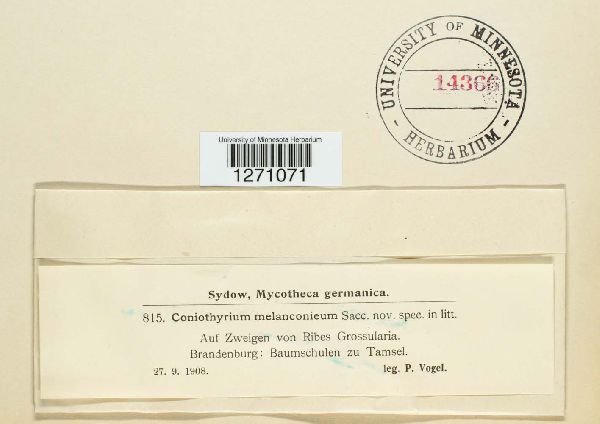 UNIVERSITY OF MINNESOTA
14366
- HERBARIUM -
University of Minnesota Herbarium
1271071
Sydow, Mycotheca germanica.
815. Coniothyrium melanconieum Sacc. nov. spec. in litt.
Auf Zweigen von Ribes Grossularia.
Brandenburg: Baumschulen zu Tamsel.
27. 9. 1908. leg. P. Vogel.